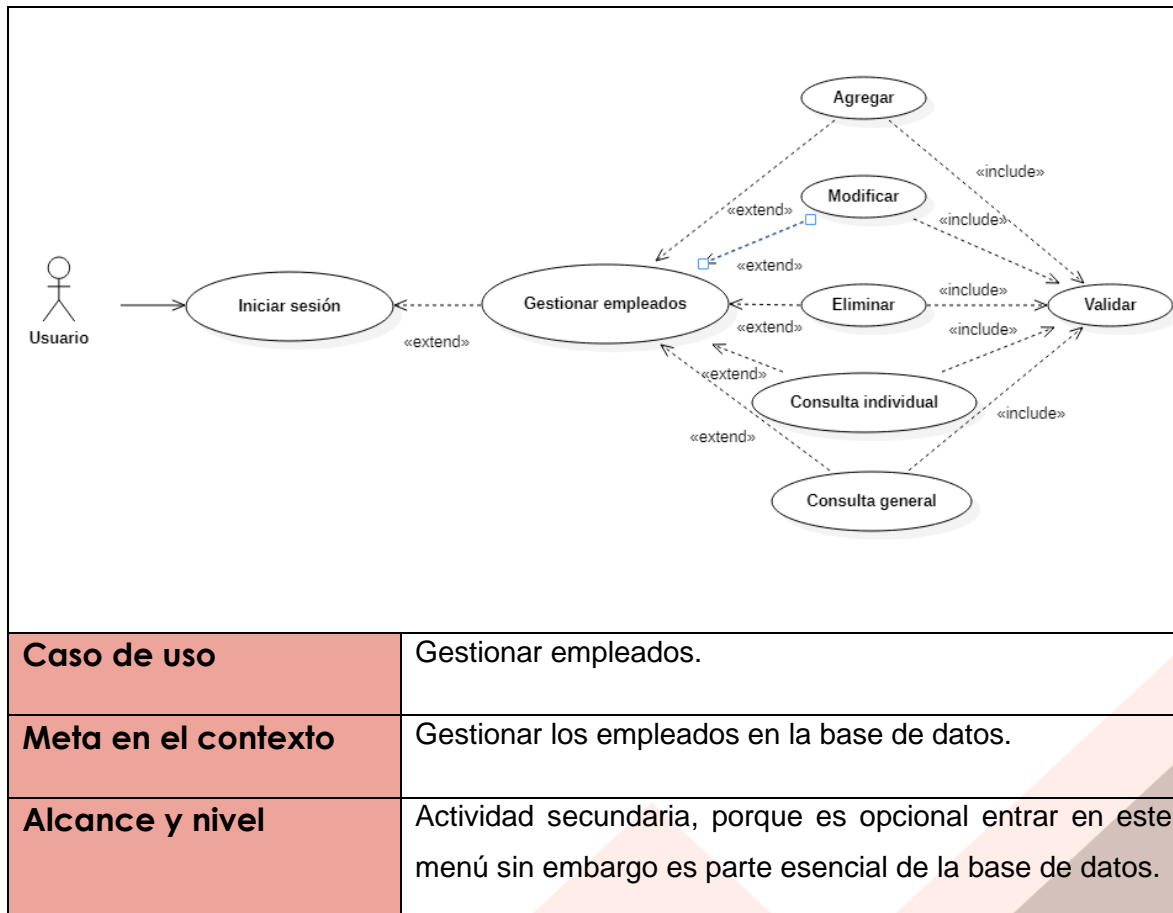 Agregar
«include»
Modificar
«extend»
«include»
«extend»
Usuario
Iniciar sesión
«extend»
Gestionar empleados
Eliminar
«include»
Validar
«extend»
«include»
«extend»
Consulta individual
«include»
«extend»
Consulta general
Caso de uso
Gestionar empleados.
Meta en el contexto
Gestionar los empleados en la base de datos.
Alcance y nivel
Actividad secundaria, porque es opcional entrar en este
menú sin embargo es parte esencial de la base de datos.